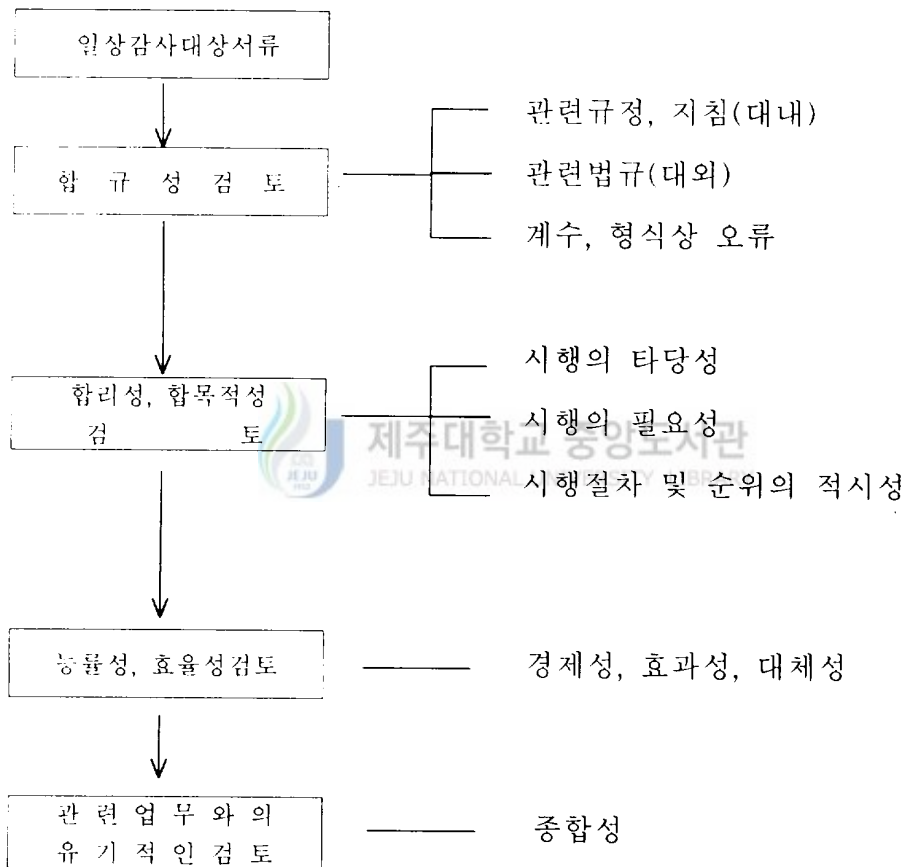 일상감사대상서류
합 규 성 검 토
관련규정, 지침(대내)
관련법규(대외)
계수, 형식상 오류
합리성, 합목적성
검 토
시행의 타당성
시행의 필요성
시행절차 및 순위의 적시성
제주대학교 중앙도서관
JEJU NATIONAL UNIVERSITY LIBRARY
JEJU
1952
능률성, 효율성검토
경제성, 효과성, 대체성
관 련 업 무 와 의
유 기 적 인 검 토
종합성